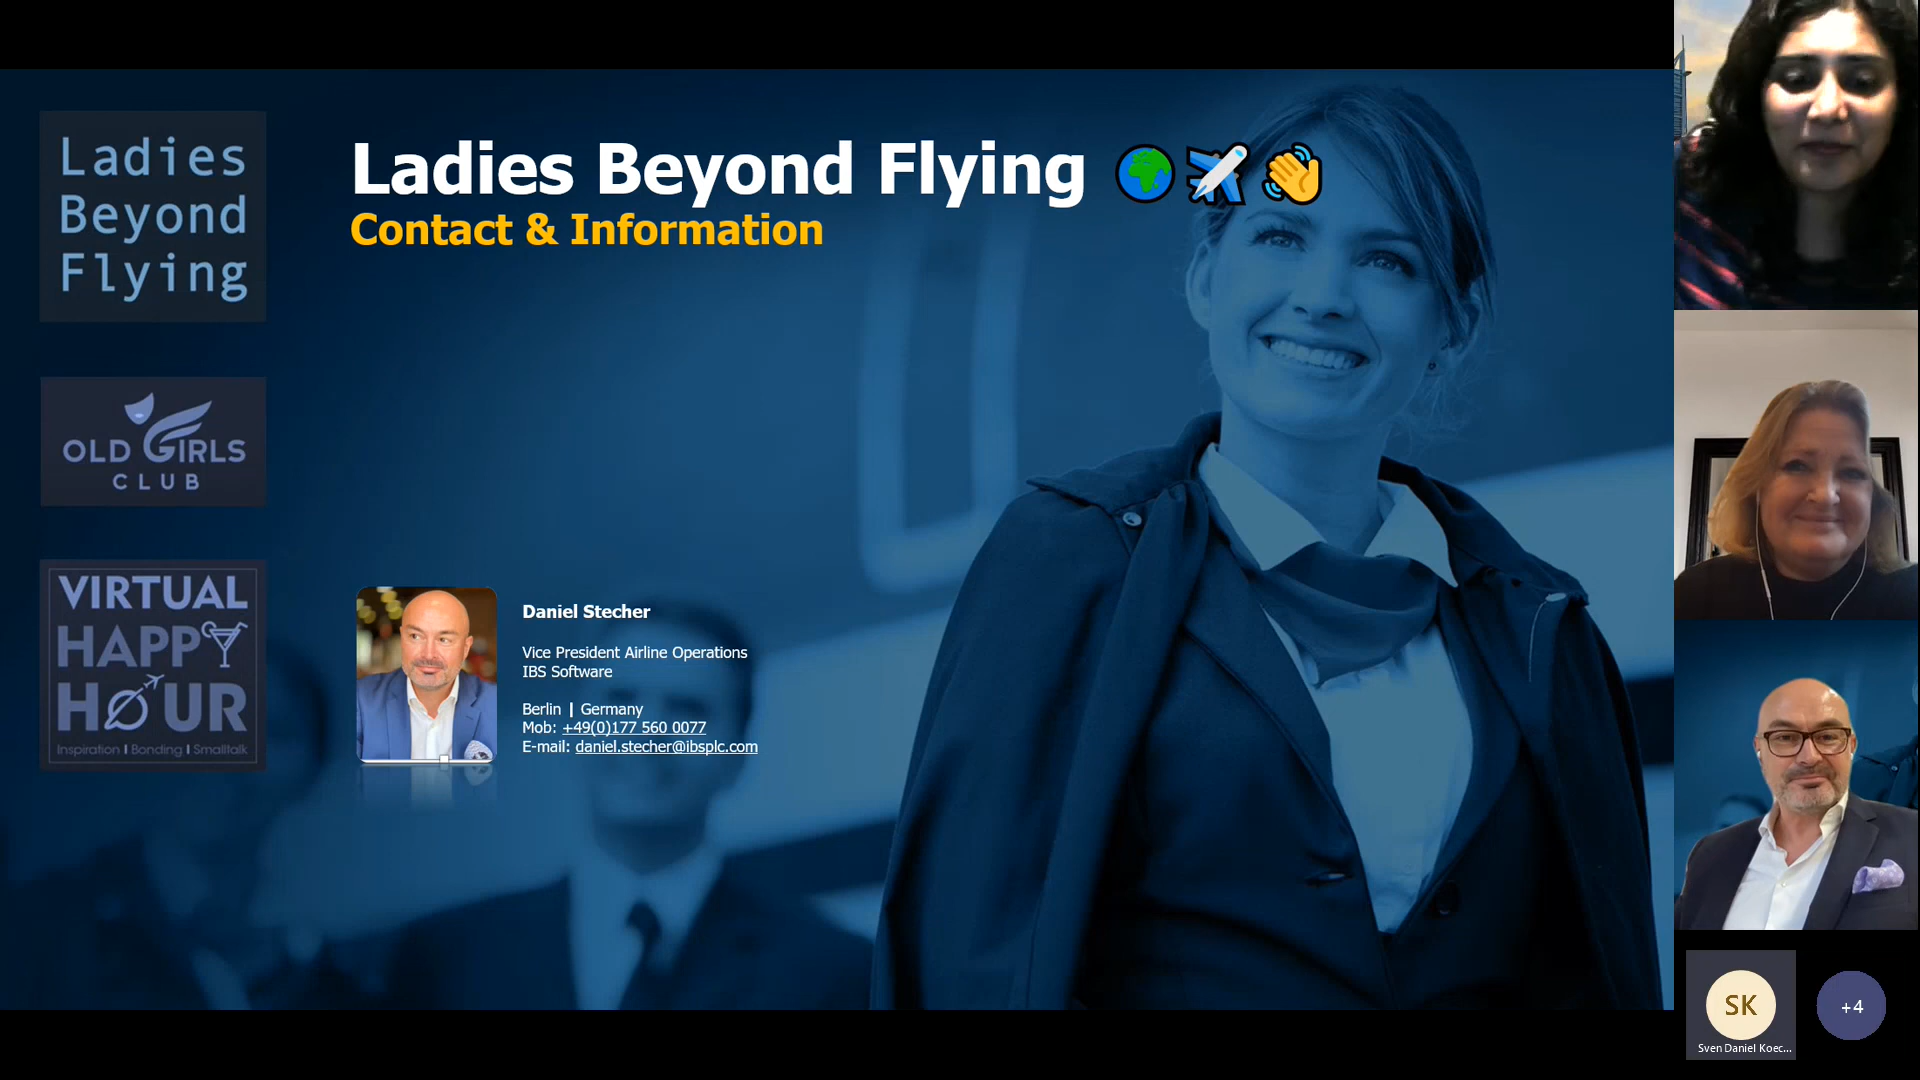 Ladies
Beyond
Flying
OLD GIRLS
CLUB
VIRTUAL
HAPPY
HOUR
Inspiration I Bonding I Smalltalk
Ladies Beyond Flying 🌍✈️👋
Contact & Information
Daniel Stecher
Vice President Airline Operations
IBS Software
Berlin | Germany
Mob: +49(0)177 560 0077
E-mail: daniel.stecher@ibsplc.com
SK
Sven Daniel Koec...
+4